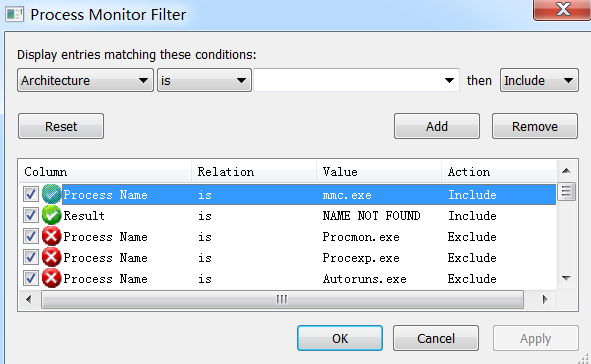 Process Monitor Filter
Display entries matching these conditions:
Architecture is then Include
Reset Add Remove
Column Relation Value Action
Process Name is mmc.exe Include
Result is NAME NOT FOUND Include
Process Name is Procmon.exe Exclude
Process Name is Procexp.exe Exclude
Process Name is Autoruns.exe Exclude
OK Cancel Apply